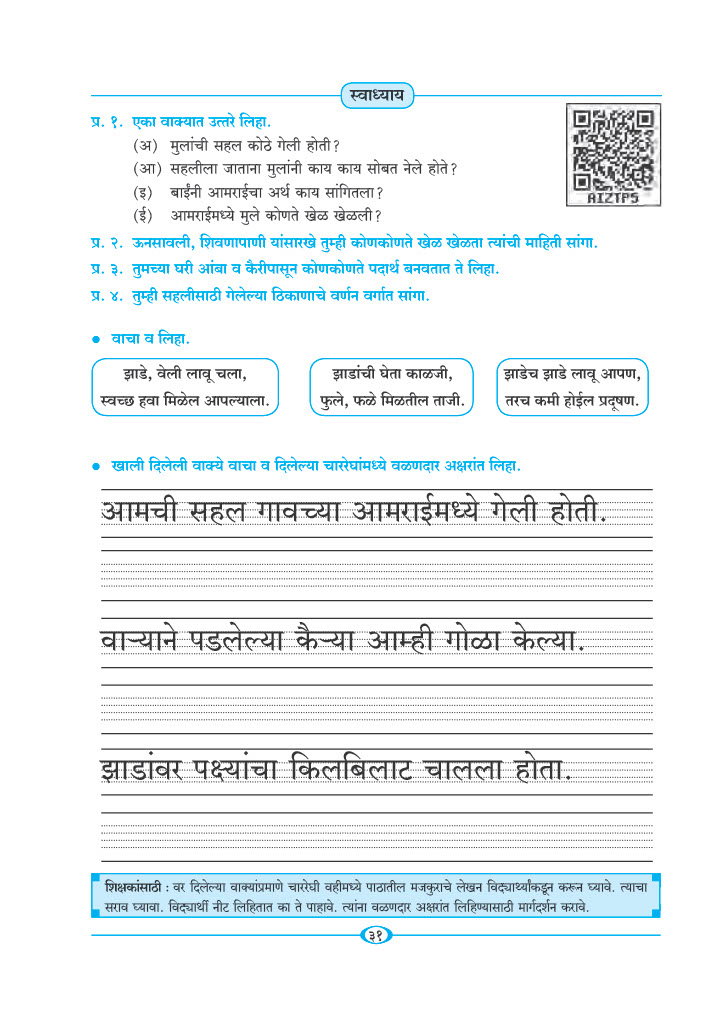 स्वाध्याय
प्र. १. एका वाक्यात उत्तरे लिहा.
(अ) मुलांची सहल कोठे गेली होती?
(आ) सहलीला जाताना मुलांनी काय काय सोबत नेले होते?
(इ) बाईंनी आमराईचा अर्थ काय सांगितला?
(ई) आमराईमध्ये मुले कोणते खेळ खेळली?
AIZTPS
प्र. २. ऊनसावली, शिवणापाणी यांसारखे तुम्ही कोणकोणते खेळ खेळता त्यांची माहिती सांगा.
प्र. ३. तुमच्या घरी आंबा व कैरीपासून कोणकोणते पदार्थ बनवतात ते लिहा.
प्र. ४. तुम्ही सहलीसाठी गेलेल्या ठिकाणाचे वर्णन वर्गात सांगा.
● वाचा व लिहा.
झाडे, वेली लावू चला,
स्वच्छ हवा मिळेल आपल्याला.
झाडांची घेता काळजी,
फुले, फळे मिळतील ताजी.
झाडेच झाडे लावू आपण,
तरच कमी होईल प्रदूषण.
● खाली दिलेली वाक्ये वाचा व दिलेल्या चाररेघांमध्ये वळणदार अक्षरांत लिहा.
आमची सहल गावच्या आमराईमध्ये गेली होती.
वाऱ्याने पडलेल्या कैऱ्या आम्ही गोळा केल्या.
झाडांवर पक्ष्यांचा किलबिलाट चालला होता.
शिक्षकांसाठी : वर दिलेल्या वाक्यांप्रमाणे चाररेघी वहीमध्ये पाठातील मजकुराचे लेखन विद्यार्थ्यांकडून करून घ्यावे. त्याचा
सराव घ्यावा. विद्यार्थी नीट लिहितात का ते पाहावे. त्यांना वळणदार अक्षरांत लिहिण्यासाठी मार्गदर्शन करावे.
३१